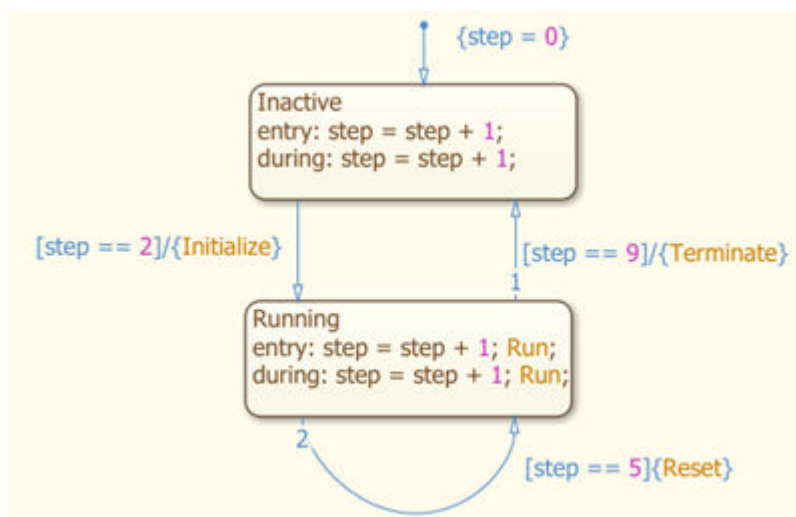 {step = 0}
Inactive
entry: step = step + 1;
during: step = step + 1;
[step == 2]/{Initialize}
[step == 9]/{Terminate}
1
Running
entry: step = step + 1; Run;
during: step = step + 1; Run;
2
[step == 5]{Reset}